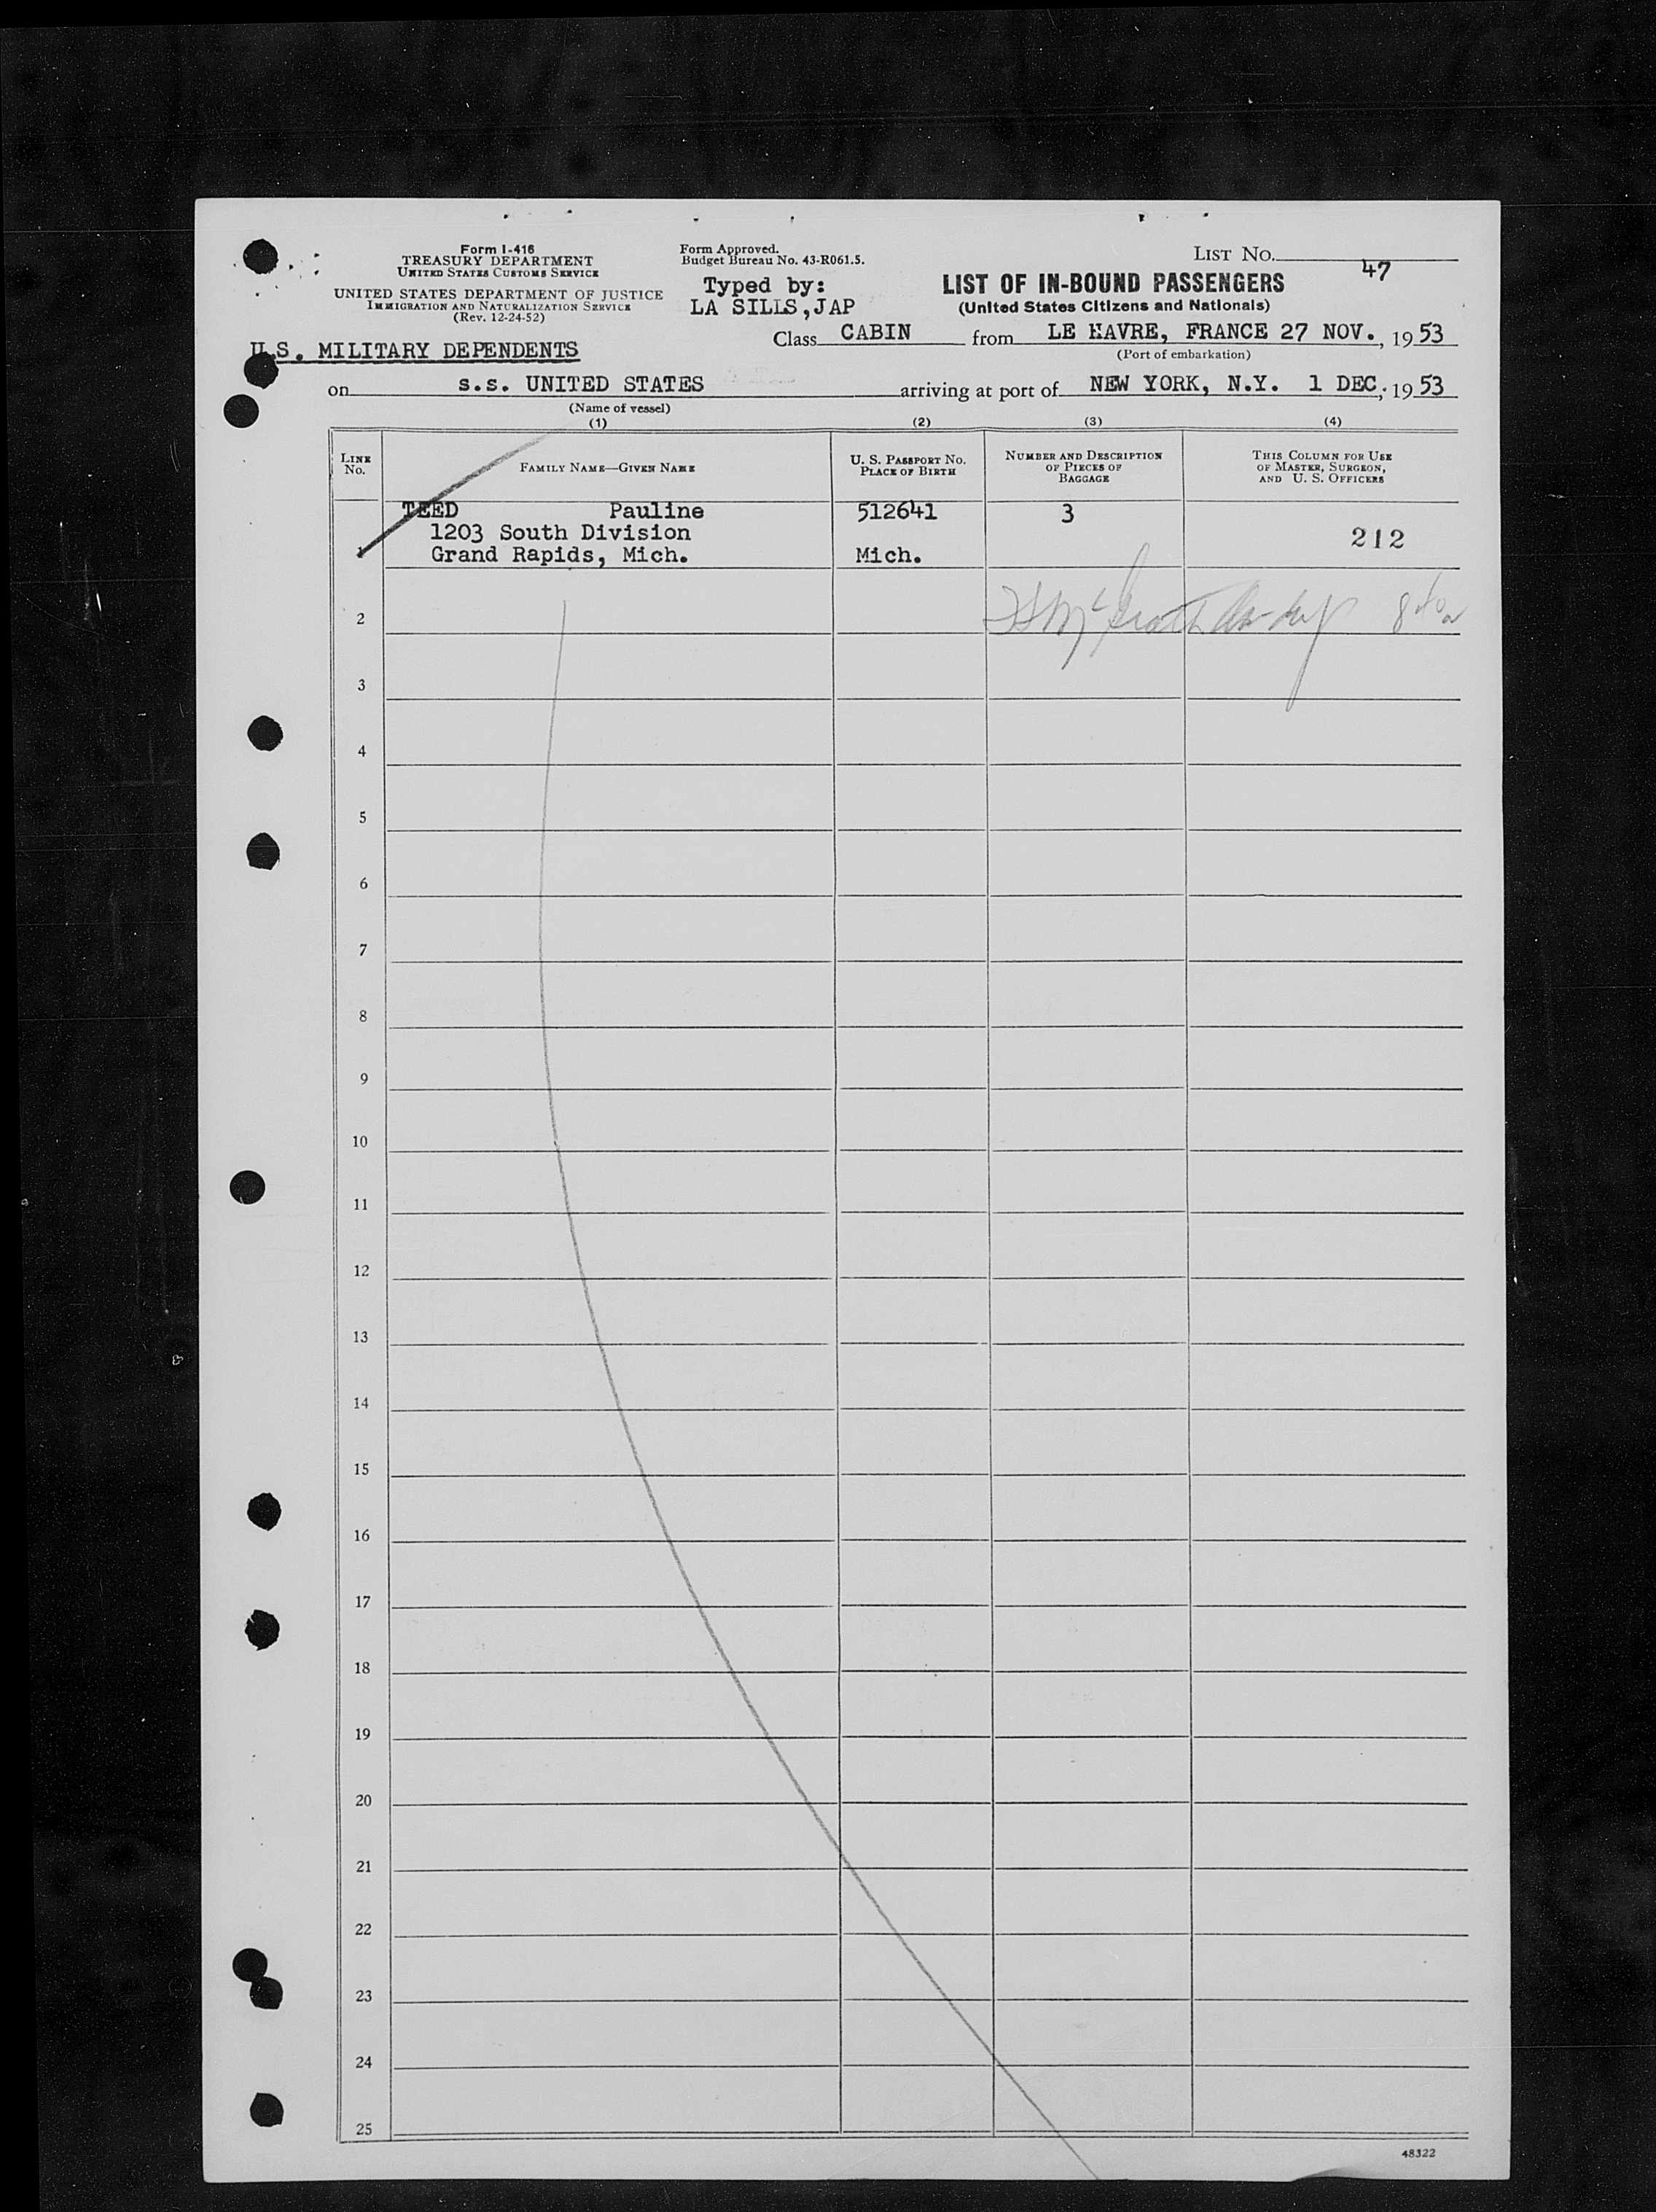 Form I-416
TREASURY DEPARTMENT
UNITED STATES CUSTOMS SERVICE
UNITED STATES DEPARTMENT OF JUSTICE
IMMIGRATION AND NATURALIZATION SERVICE
(Rev. 12-24-52)
Form Approved.
Budget Bureau No. 43-R061.5.
Typed by:
LA SILLS,JAP
LIST NO. 47
LIST OF IN-BOUND PASSENGERS
(United States Citizens and Nationals)
Class CABIN from LE HAVRE, FRANCE 27 NOV., 1953
(Port of embarkation)
U.S. MILITARY DEPENDENTS
on s.s. UNITED STATES arriving at port of NEW YORK, N.Y. 1 DEC, 1953
(Name of vessel)
(1) (2) (3) (4)
LINE NO. FAMILY NAME—GIVEN NAME U. S. PASSPORT NO. PLACE OF BIRTH NUMBER AND DESCRIPTION OF PIECES OF BAGGAGE THIS COLUMN FOR USE OF MASTER, SURGEON, AND U. S. OFFICERS
TEED Pauline 512641 3
1203 South Division 212
1 Grand Rapids, Mich. Mich.
2
3
4
5
6
7
8
9
10
11
12
13
14
15
16
17
18
19
20
21
22
23
24
25
48322